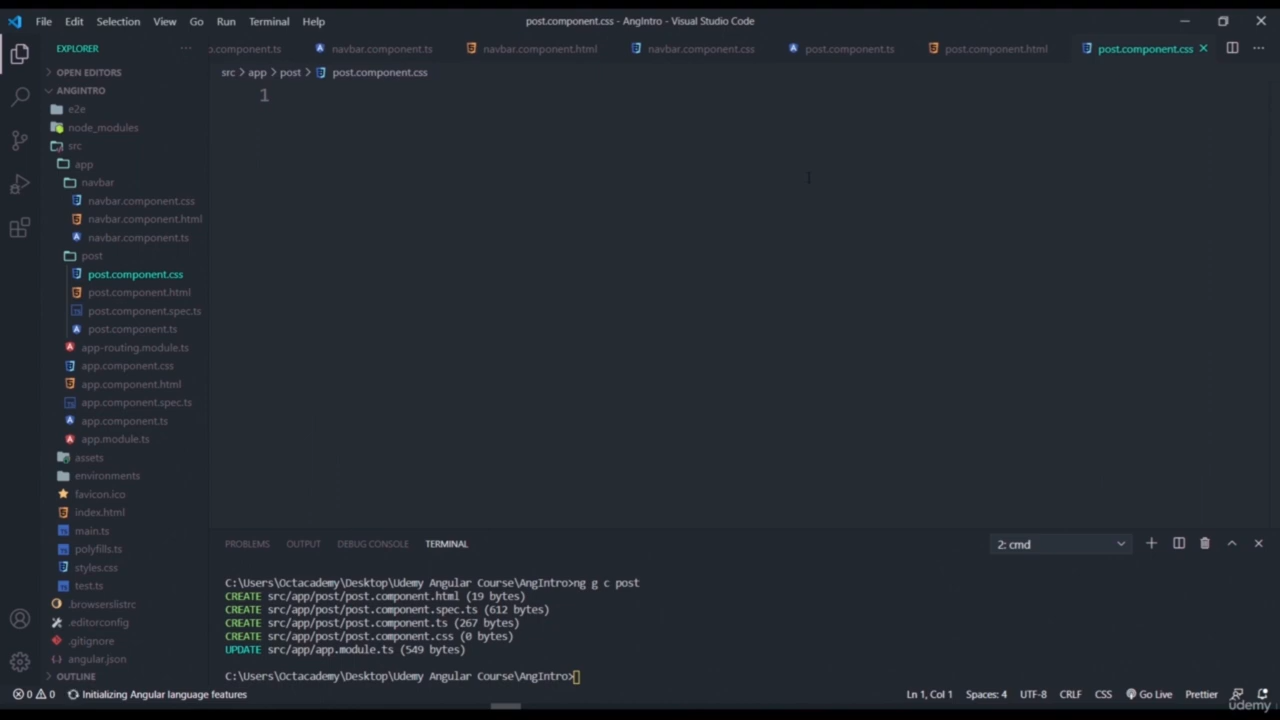 File Edit Selection View Go Run Terminal Help post.component.css - AngIntro - Visual Studio Code
EXPLORER
p.component.ts navbar.component.ts navbar.component.html navbar.component.css post.component.ts post.component.html post.component.css
OPEN EDITORS
src > app > post > post.component.css
ANGINTRO
1
e2e
node_modules
src
app
navbar
navbar.component.css
navbar.component.html
navbar.component.ts
post
post.component.css
post.component.html
post.component.spec.ts
post.component.ts
app-routing.module.ts
app.component.css
app.component.html
app.component.spec.ts
app.component.ts
app.module.ts
assets
environments
favicon.ico
index.html
main.ts
polyfills.ts
styles.css
test.ts
.browserslistrc
.editorconfig
.gitignore
angular.json
OUTLINE
PROBLEMS OUTPUT DEBUG CONSOLE TERMINAL 2: cmd
C:\Users\Octacademy\Desktop\Udemy Angular Course\AngIntro>ng g c post
CREATE src/app/post/post.component.html (19 bytes)
CREATE src/app/post/post.component.spec.ts (612 bytes)
CREATE src/app/post/post.component.ts (267 bytes)
CREATE src/app/post/post.component.css (0 bytes)
UPDATE src/app/app.module.ts (549 bytes)
C:\Users\Octacademy\Desktop\Udemy Angular Course\AngIntro>
0 0 Initializing Angular language features Ln 1, Col 1 Spaces: 4 UTF-8 CRLF CSS Go Live Prettier
udemy